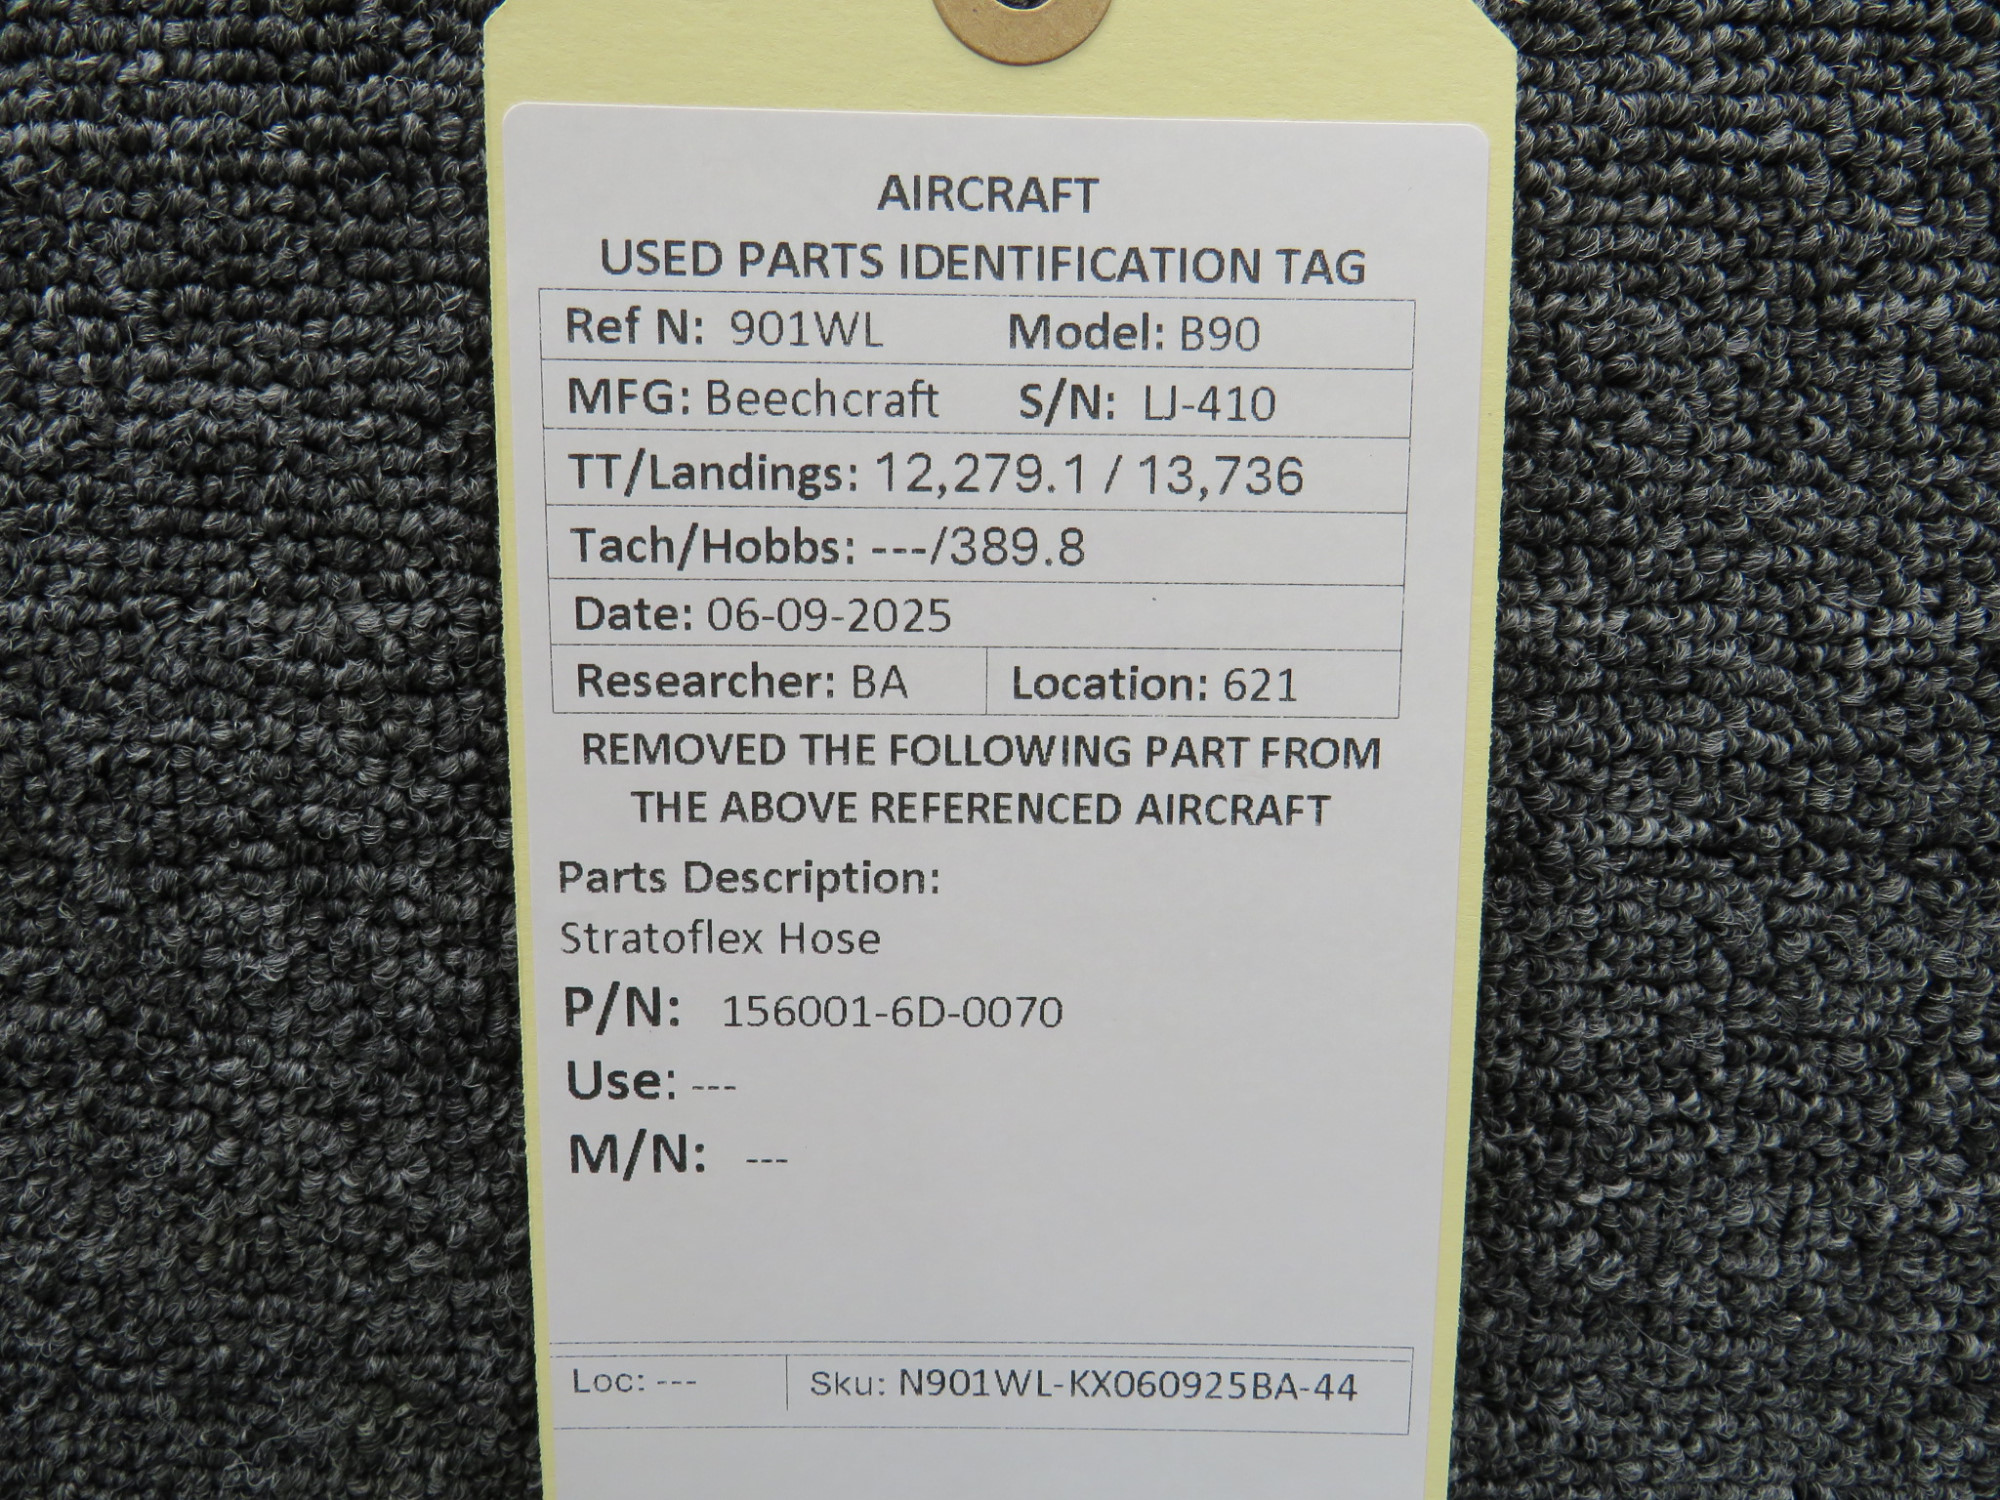 AIRCRAFT
USED PARTS IDENTIFICATION TAG
Ref N: 901WL Model: B90
MFG: Beechcraft S/N: LJ-410
TT/Landings: 12,279.1 / 13,736
Tach/Hobbs: ---/389.8
Date: 06-09-2025
Researcher: BA Location: 621
REMOVED THE FOLLOWING PART FROM
THE ABOVE REFERENCED AIRCRAFT
Parts Description:
Stratoflex Hose
P/N: 156001-6D-0070
Use: ---
M/N: ---
Loc: --- Sku: N901WL-KX060925BA-44